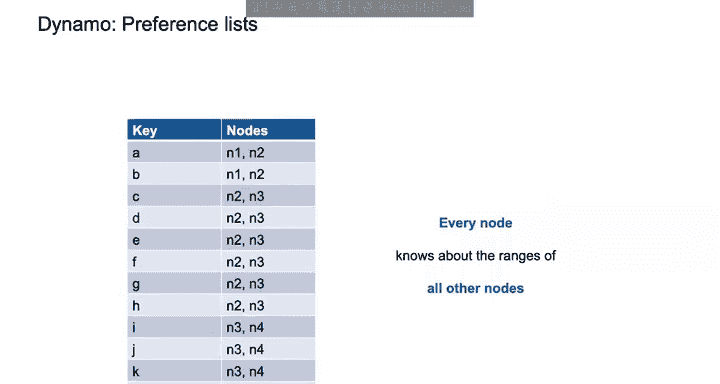 Dynamo: Preference lists
Key Nodes
a n1, n2
b n1, n2
c n2, n3
d n2, n3
e n2, n3
f n2, n3
g n2, n3
h n2, n3
i n3, n4
j n3, n4
k n3, n4
Every node
knows about the ranges of
all other nodes